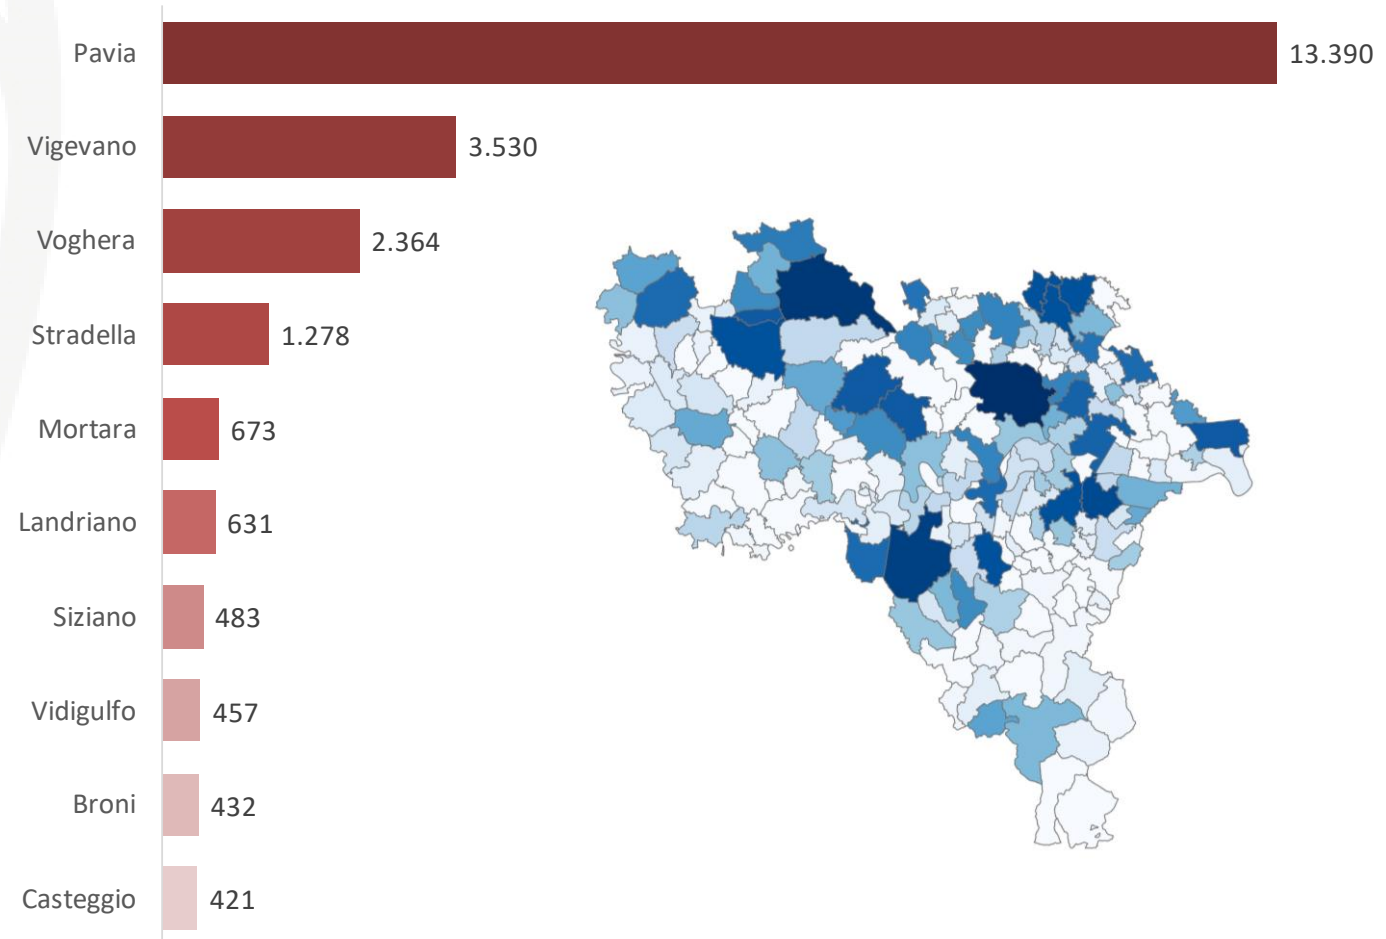 Pavia 13.390
Vigevano 3.530
Voghera 2.364
Stradella 1.278
Mortara 673
Landriano 631
Siziano 483
Vidigulfo 457
Broni 432
Casteggio 421